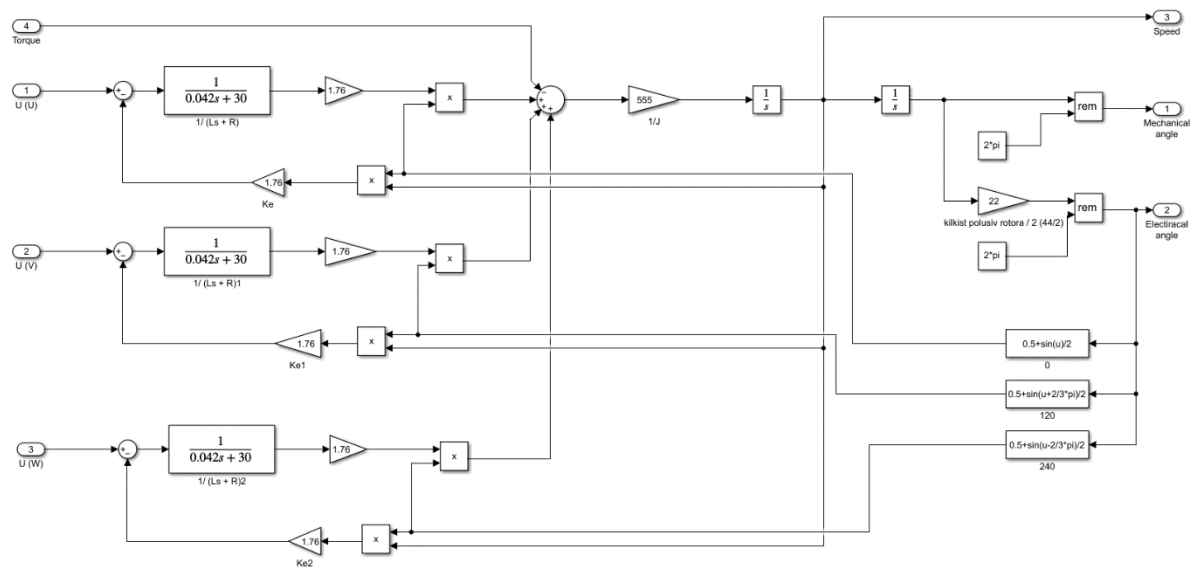 4
Torque
3
Speed
1
U (U)
1
0.042s + 30
1/ (Ls + R)
1.76
x
555
1/J
1
s
1
s
rem
1
Mechanical
angle
2*pi
x
1.76
Ke
22
kilkist polusiv rotora / 2 (44/2)
rem
2
Electiracal
angle
2*pi
2
U (V)
1
0.042s + 30
1/ (Ls + R)1
1.76
x
x
1.76
Ke1
0.5+sin(u)/2
0
0.5+sin(u+2/3*pi)/2
120
0.5+sin(u-2/3*pi)/2
240
3
U (W)
1
0.042s + 30
1/ (Ls + R)2
1.76
x
x
1.76
Ke2